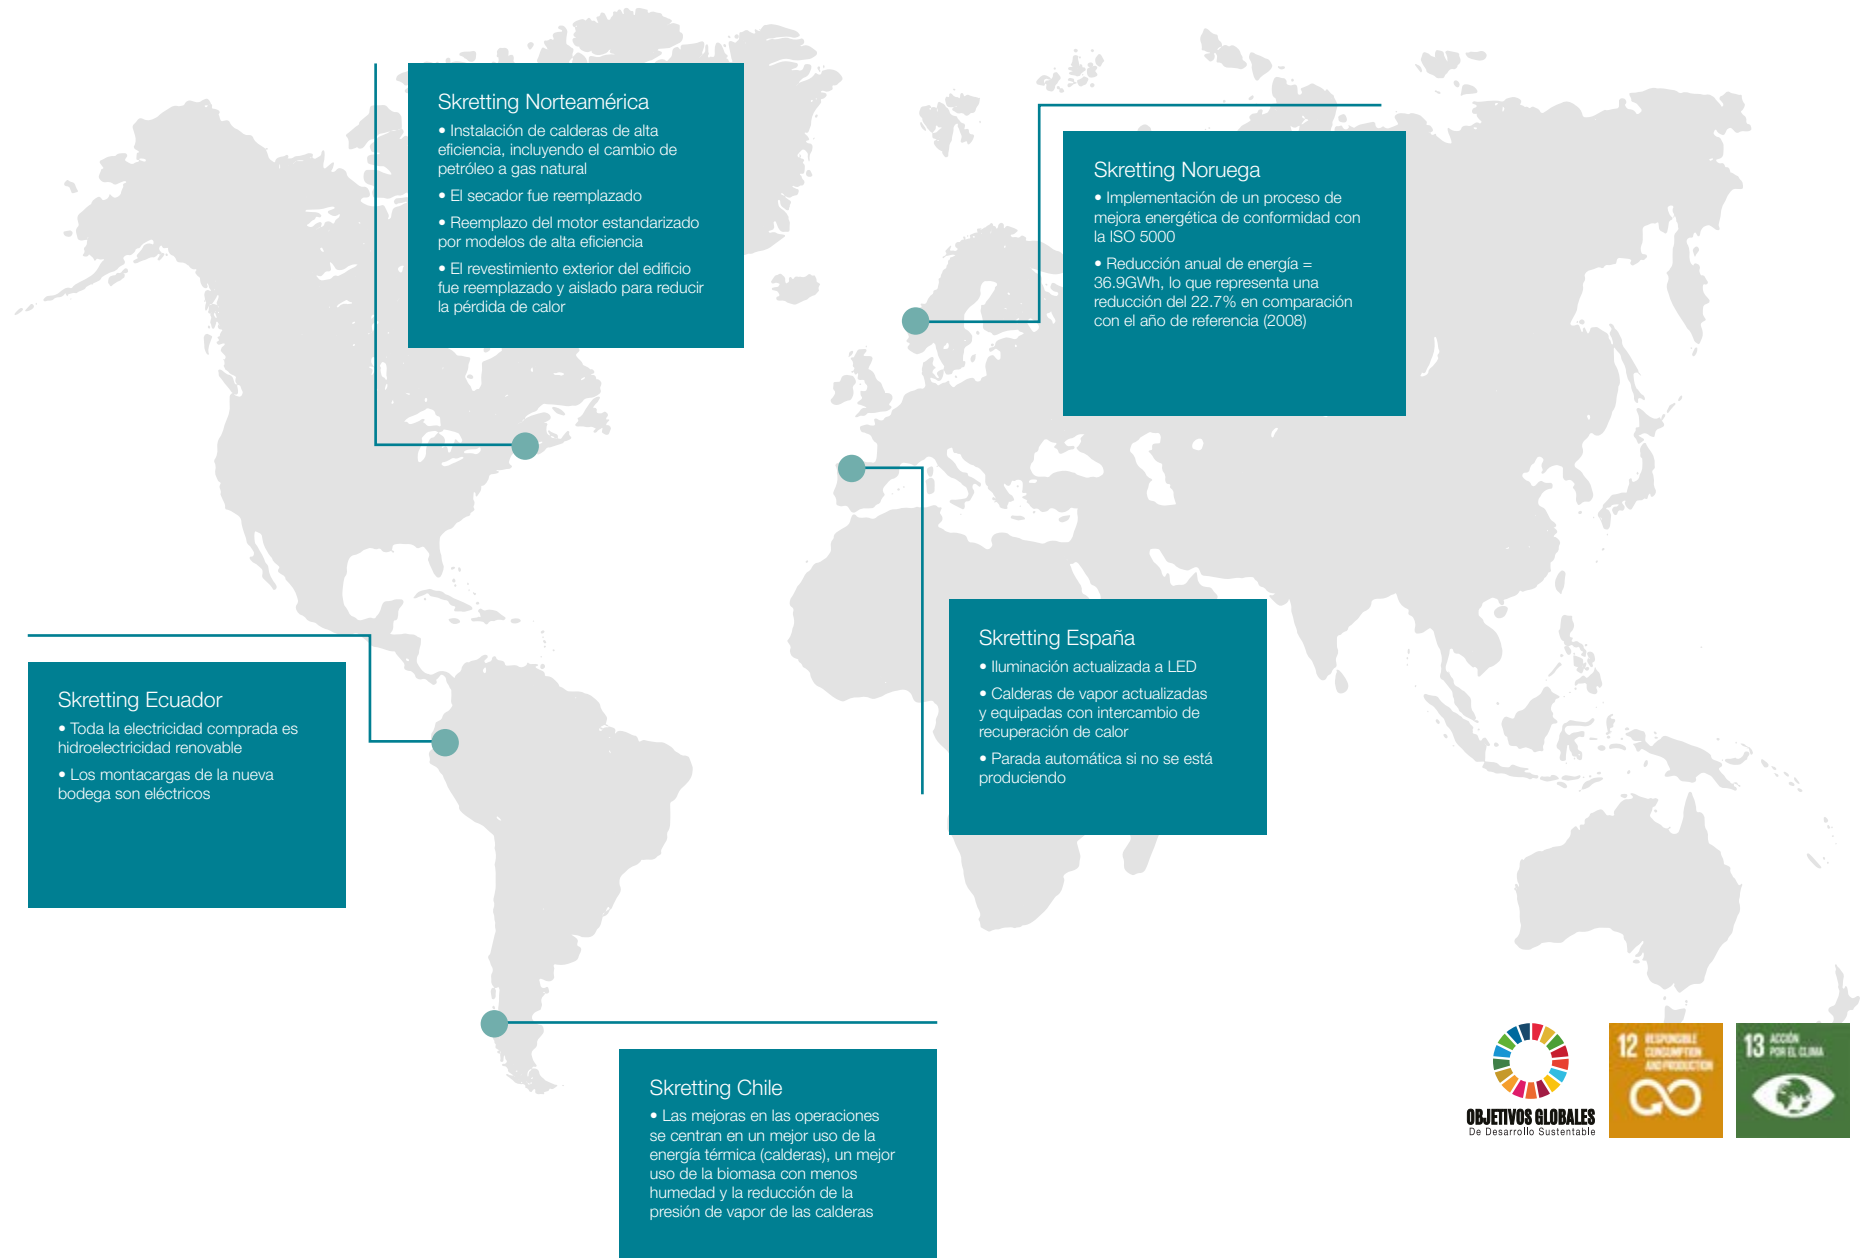 Skretting Norteamérica
• Instalación de calderas de alta
eficiencia, incluyendo el cambio de
petróleo a gas natural
• El secador fue reemplazado
• Reemplazo del motor estandarizado
por modelos de alta eficiencia
• El revestimiento exterior del edificio
fue reemplazado y aislado para reducir
la pérdida de calor
Skretting Noruega
• Implementación de un proceso de
mejora energética de conformidad con
la ISO 5000
• Reducción anual de energía =
36.9GWh, lo que representa una
reducción del 22.7% en comparación
con el año de referencia (2008)
Skretting España
• Iluminación actualizada a LED
• Calderas de vapor actualizadas
y equipadas con intercambio de
recuperación de calor
• Parada automática si no se está
produciendo
Skretting Ecuador
• Toda la electricidad comprada es
hidroelectricidad renovable
• Los montacargas de la nueva
bodega son eléctricos
Skretting Chile
• Las mejoras en las operaciones
se centran en un mejor uso de la
energía térmica (calderas), un mejor
uso de la biomasa con menos
humedad y la reducción de la
presión de vapor de las calderas
OBJETIVOS GLOBALES
De Desarrollo Sustentable
12 RESPONSIBLE
CONSUMPTION
AND PRODUCTION
13 ACCIÓN
POR EL CLIMA